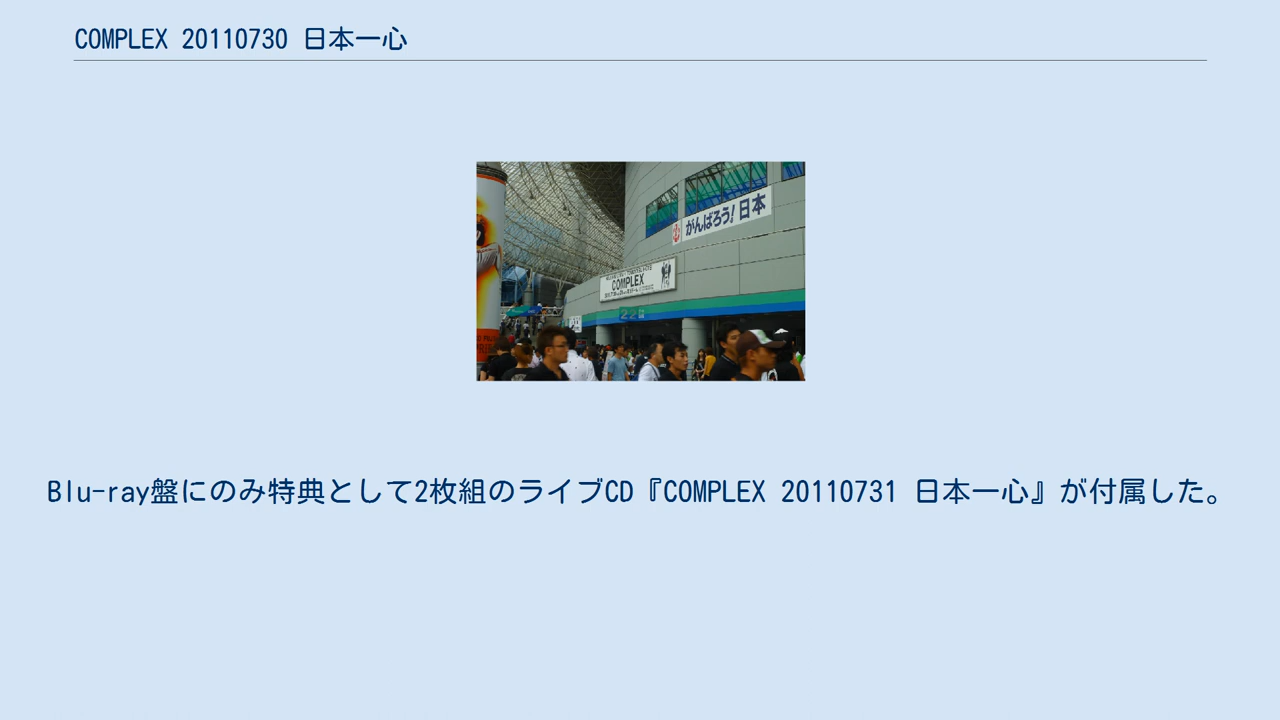 COMPLEX 20110730 日本一心
がんばろう!日本
COMPLEX
22
Blu-ray盤にのみ特典として2枚組のライブCD『COMPLEX 20110731 日本一心』が付属した。